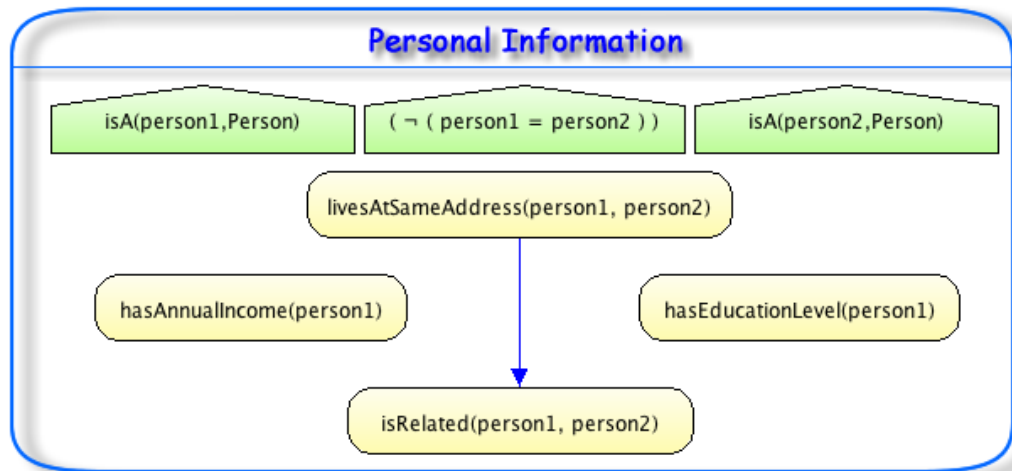 Personal Information
isA(person1,Person)
( ¬ ( person1 = person2 ) )
isA(person2,Person)
livesAtSameAddress(person1, person2)
hasAnnualIncome(person1)
hasEducationLevel(person1)
isRelated(person1, person2)